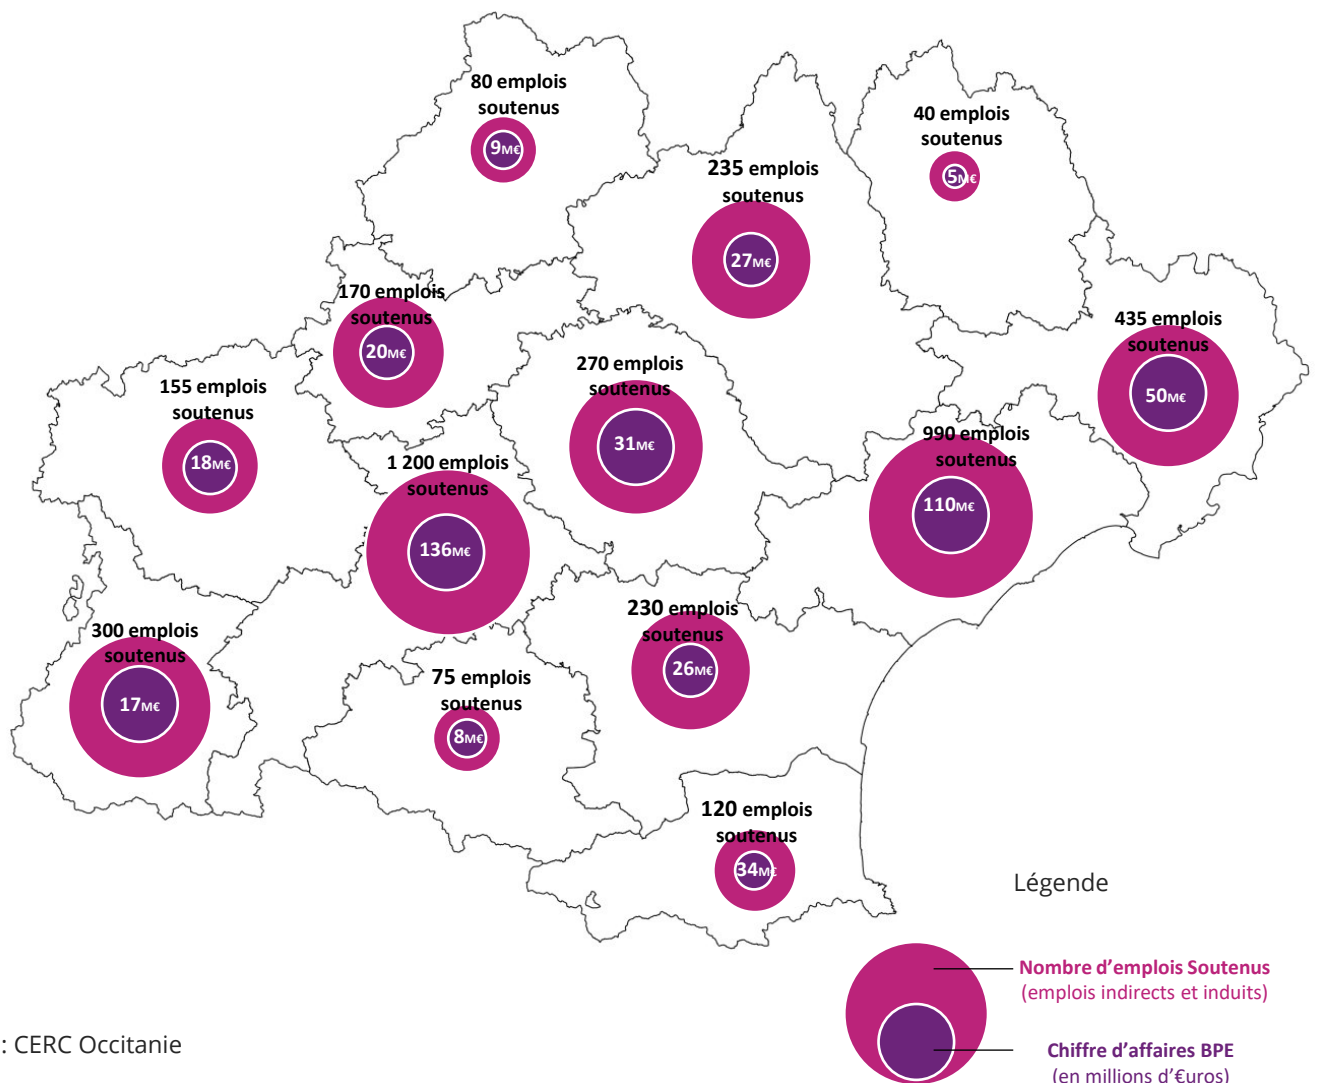 80 emplois
soutenus
9M€
40 emplois
soutenus
5M€
235 emplois
soutenus
27M€
170 emplois
soutenus
20M€
435 emplois
soutenus
50M€
270 emplois
soutenus
31M€
155 emplois
soutenus
18M€
990 emplois
soutenus
110M€
1 200 emplois
soutenus
136M€
230 emplois
soutenus
26M€
300 emplois
soutenus
17M€
75 emplois
soutenus
8M€
120 emplois
soutenus
34M€
Légende
Nombre d’emplois Soutenus
(emplois indirects et induits)
Chiffre d’affaires BPE
(en millions d’€uros)
: CERC Occitanie